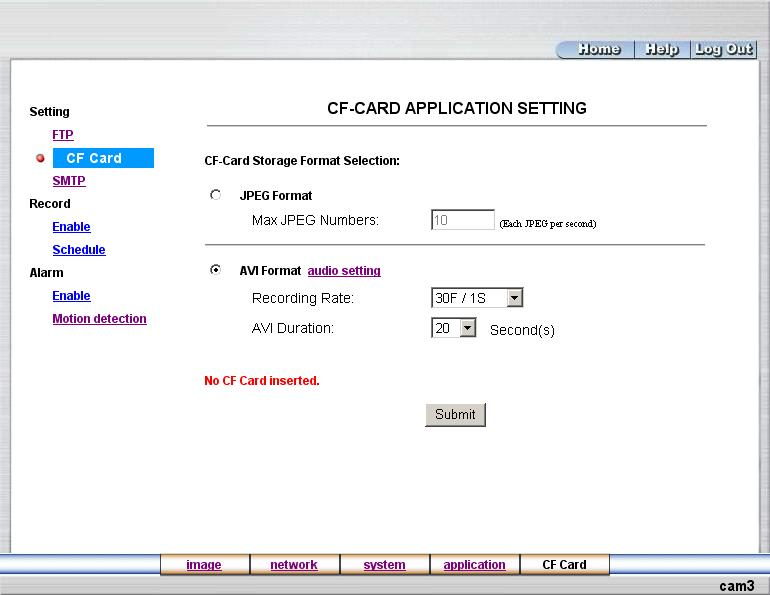 Home Help Log Out
Setting
FTP
CF Card
SMTP
Record
Enable
Schedule
Alarm
Enable
Motion detection
CF-CARD APPLICATION SETTING
CF-Card Storage Format Selection:
JPEG Format
Max JPEG Numbers: 10 (Each JPEG per second)
AVI Format audio setting
Recording Rate: 30F / 1S
AVI Duration: 20 Second(s)
No CF Card inserted.
Submit
image network system application CF Card
cam3